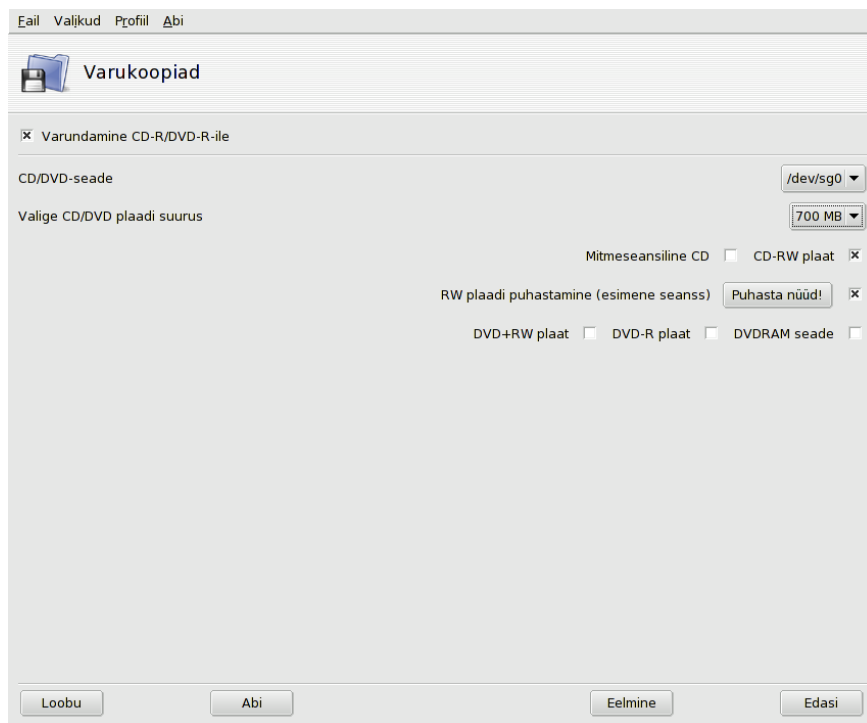 Fail Valikud Profiil Abi
Varukoopiad
Varundamine CD-R/DVD-R-ile
CD/DVD-seade /dev/sg0
Valige CD/DVD plaadi suurus 700 MB
Mitmeseansiline CD CD-RW plaat
RW plaadi puhastamine (esimene seanss) Puhasta nüüd!
DVD+RW plaat DVD-R plaat DVDRAM seade
Loobu Abi Eelmine Edasi